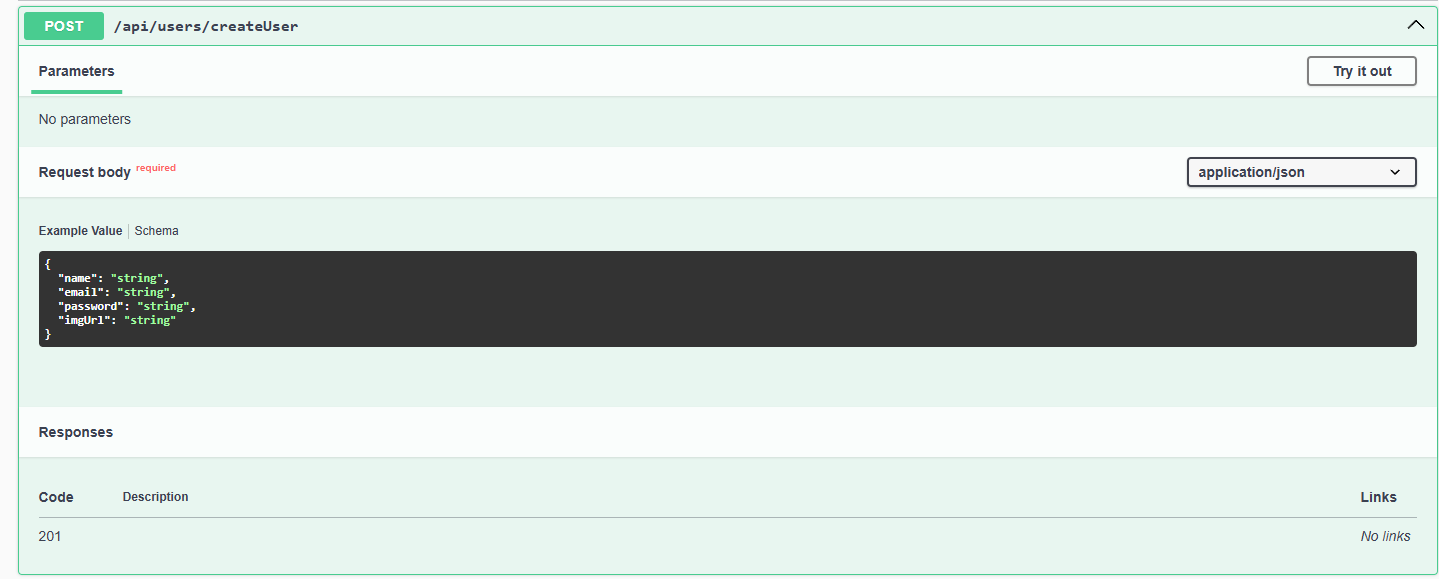 POST /api/users/createUser
Parameters
Try it out
No parameters
Request body required
application/json
Example Value Schema
{
  "name": "string",
  "email": "string",
  "password": "string",
  "imgUrl": "string"
}
Responses
Code Description Links
201 No links